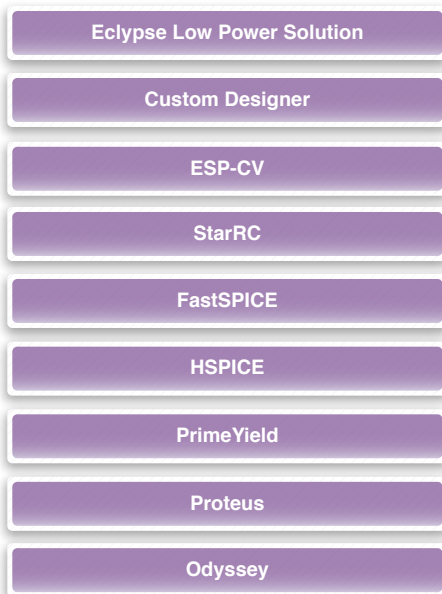 Eclypse Low Power Solution
Custom Designer
ESP-CV
StarRC
FastSPICE
HSPICE
PrimeYield
Proteus
Odyssey